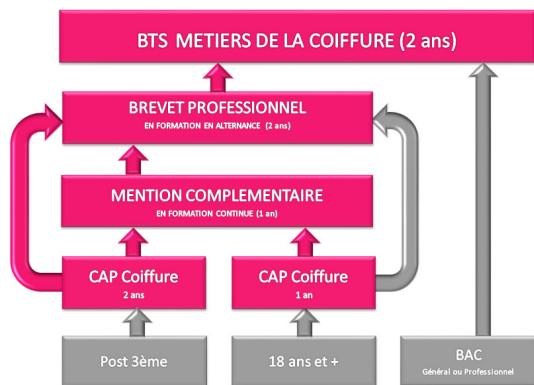 BTS METIERS DE LA COIFFURE (2 ans)
BREVET PROFESSIONNEL
EN FORMATION EN ALTERNANCE (2 ans)
MENTION COMPLEMENTAIRE
EN FORMATION CONTINUE (1 an)
CAP Coiffure
2 ans
CAP Coiffure
1 an
Post 3ème
18 ans et +
BAC
Général ou Professionnel